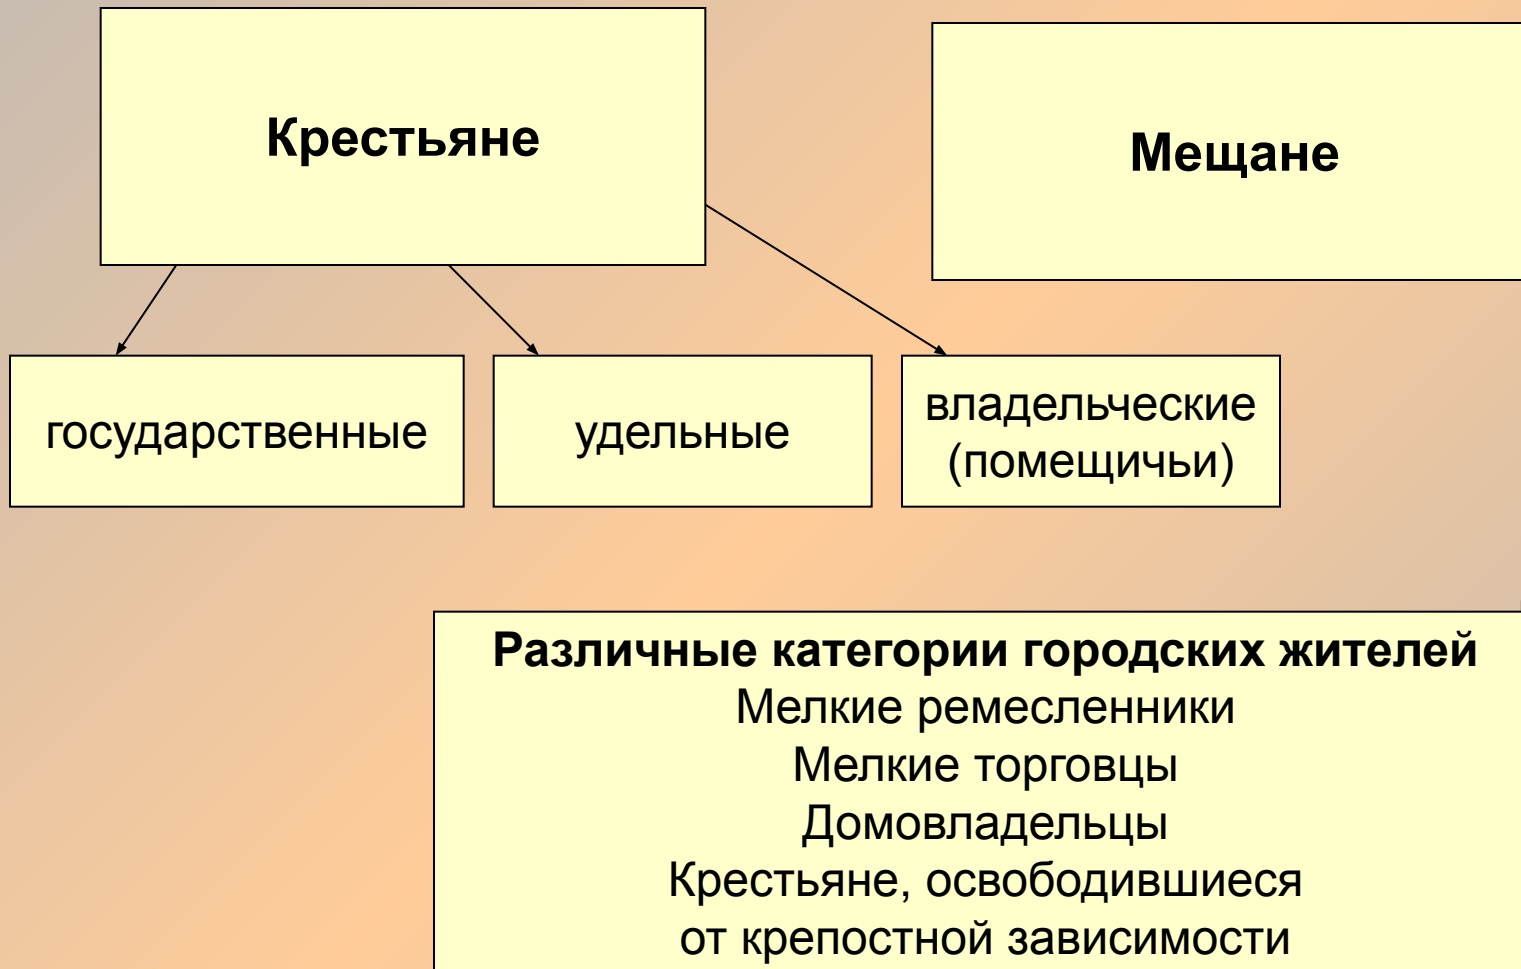 Крестьяне
Мещане
государственные
удельные
владельческие
(помещичьи)
Различные категории городских жителей
Мелкие ремесленники
Мелкие торговцы
Домовладельцы
Крестьяне, освободившиеся
от крепостной зависимости